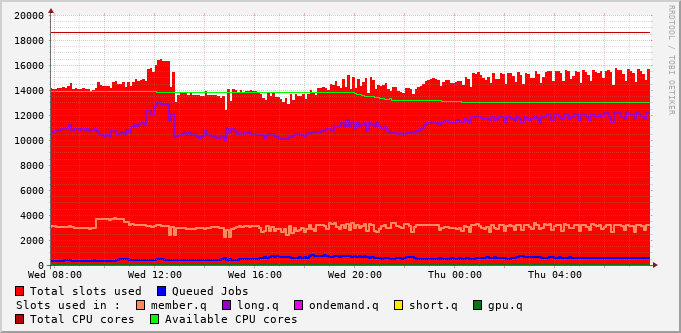 20000
18000
16000
14000
12000
10000
8000
6000
4000
2000
0
Wed 08:00 Wed 12:00 Wed 16:00 Wed 20:00 Thu 00:00 Thu 04:00
RRDTOOL / TOBI OETIKER
Total slots used Queued Jobs
Slots used in : member.q long.q ondemand.q short.q gpu.q
Total CPU cores Available CPU cores